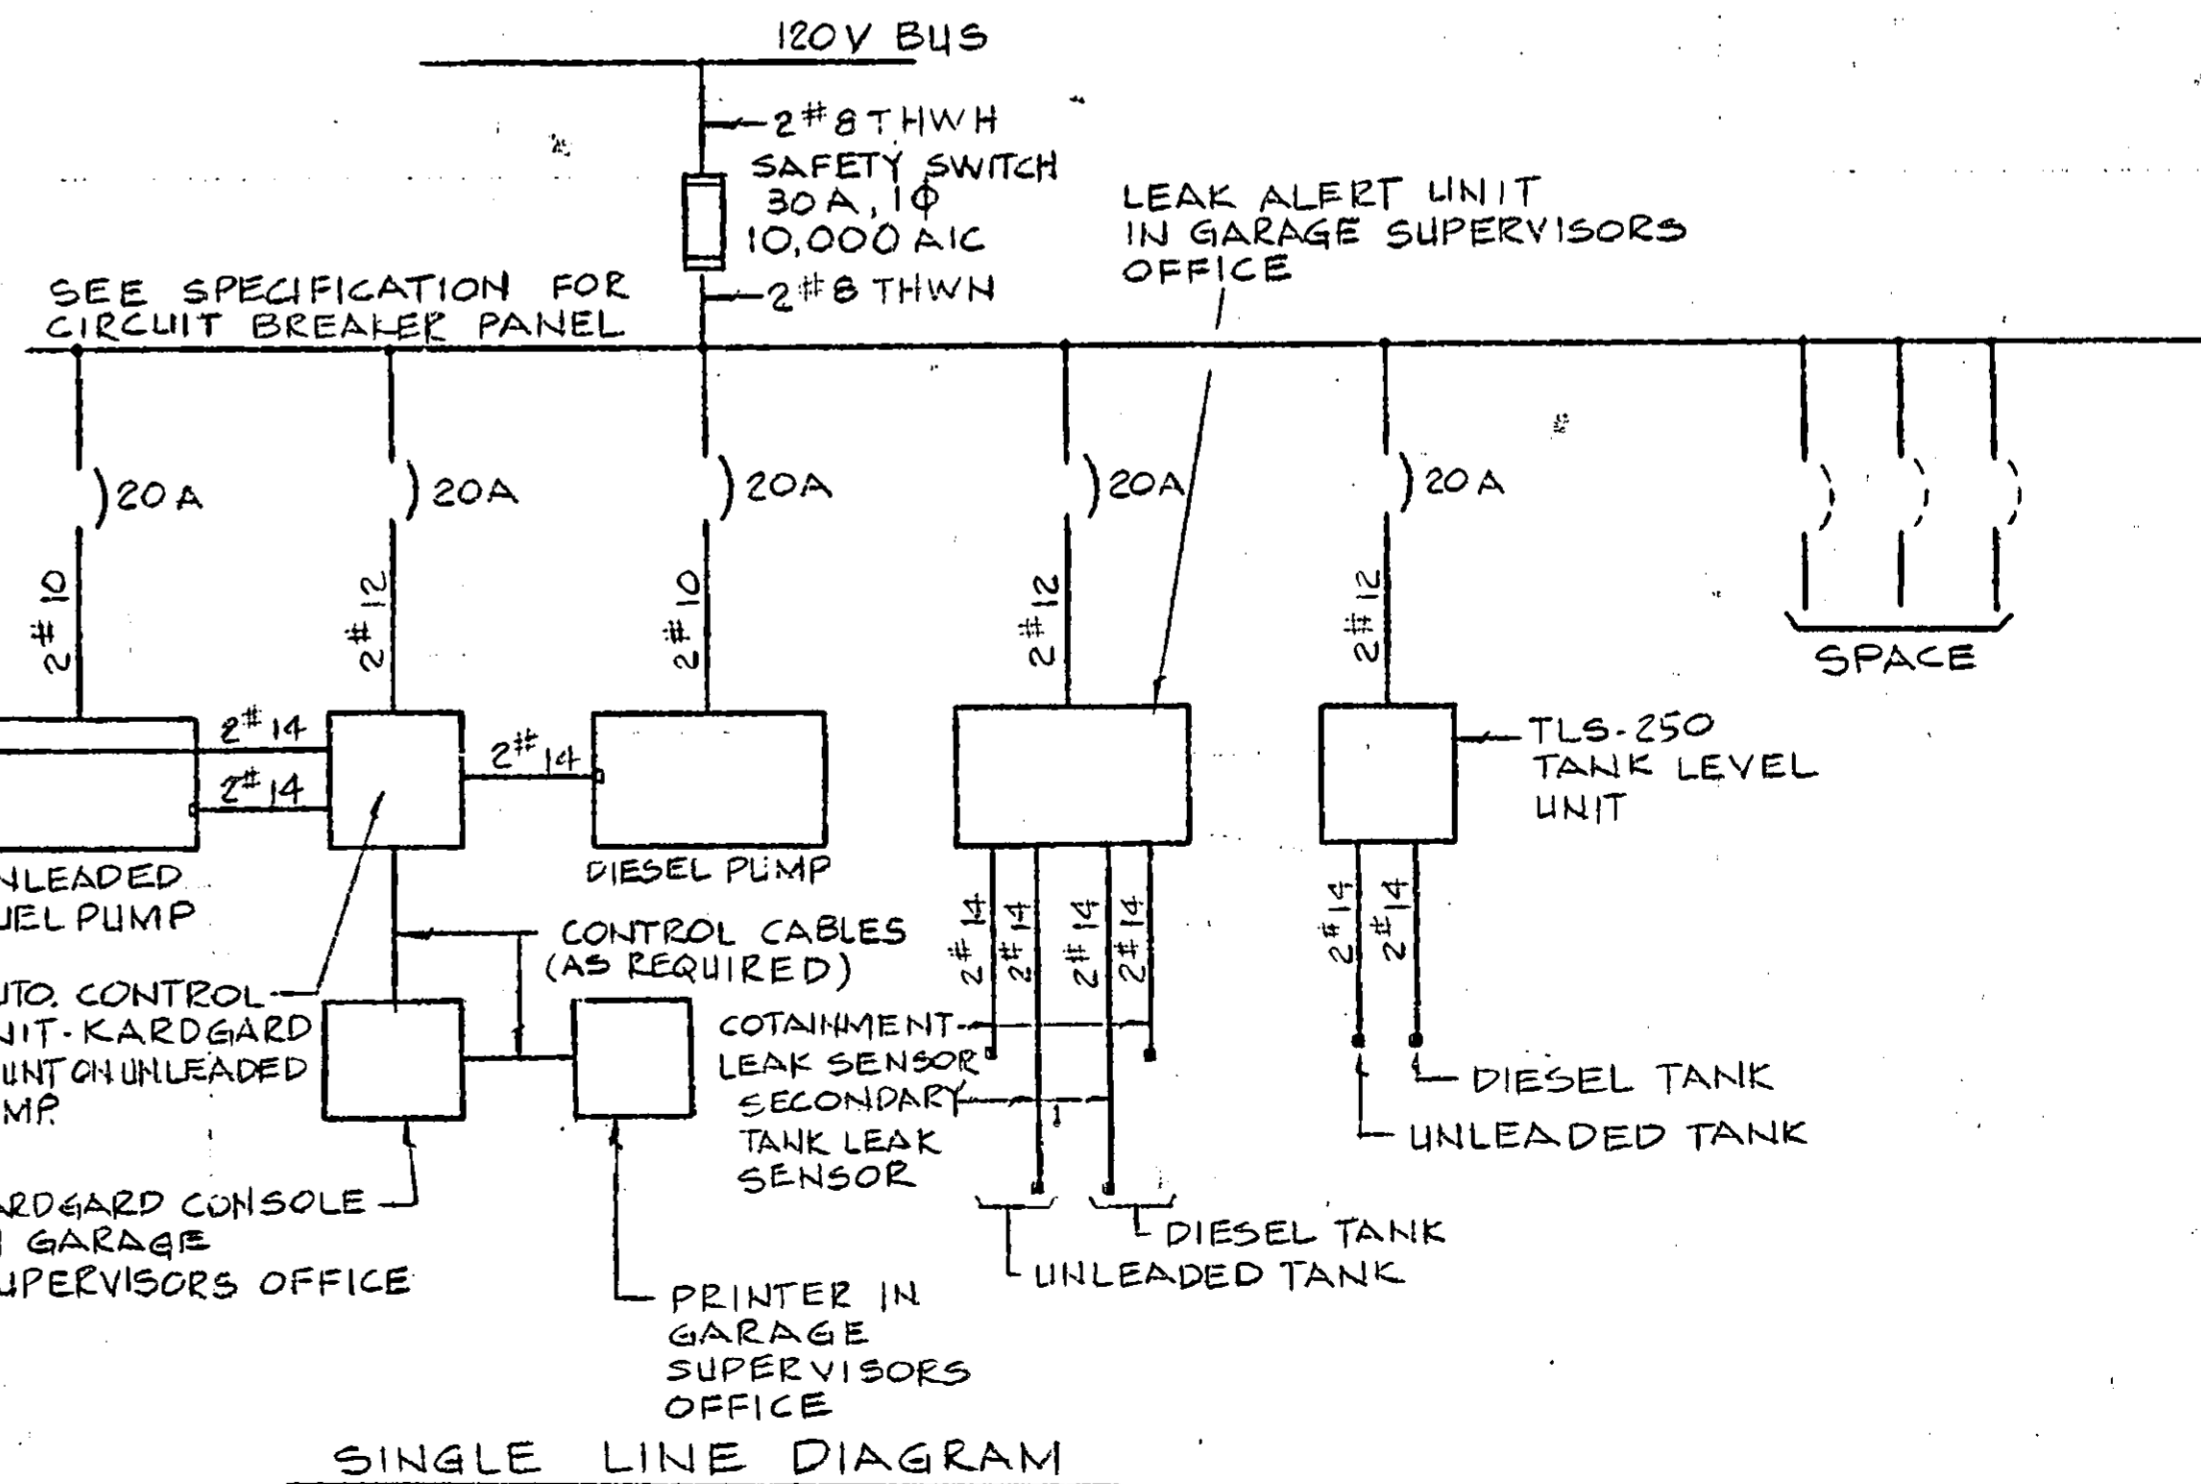 120V BUS
2#8 THWH
SAFETY SWITCH
30A, 1Φ
10,000 AIC
2#8 THWN
LEAK ALERT UNIT
IN GARAGE SUPERVISORS
OFFICE
SEE SPECIFICATION FOR
CIRCUIT BREAKER PANEL
20A
20A
20A
20A
20A
2#10
2#12
2#10
2#12
2#12
SPACE
2#14
2#14
2#14
TLS-250
TANK LEVEL
UNIT
NLEADED
UEL PUMP
DIESEL PUMP
CONTROL CABLES
(AS REQUIRED)
2#14
2#14
2#14
2#14
2#14
2#14
UTO. CONTROL
NIT-KARDGARD
UNT ON UNLEADED
MP.
COTAINMENT
LEAK SENSOR
SECONDARY
TANK LEAK
SENSOR
DIESEL TANK
UNLEADED TANK
ARDGARD CONSOLE
GARAGE
UPERVISORS OFFICE
DIESEL TANK
UNLEADED TANK
PRINTER IN
GARAGE
SUPERVISORS
OFFICE
SINGLE LINE DIAGRAM